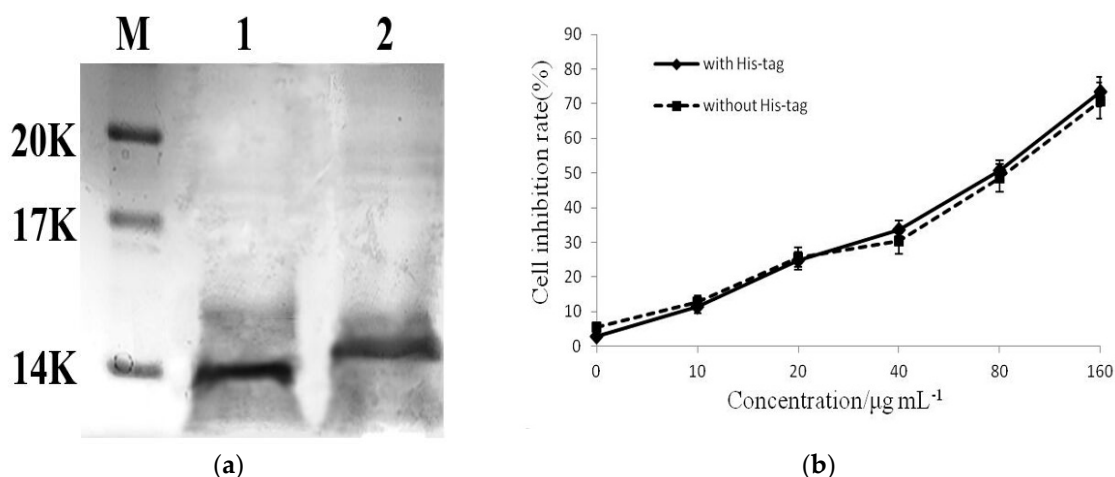 M 1 2
20K
17K
14K
(a)
Cell inhibition rate(%)
90
80
70
60
50
40
30
20
10
0
with His-tag
without His-tag
0 10 20 40 80 160
Concentration/μg mL⁻¹
(b)